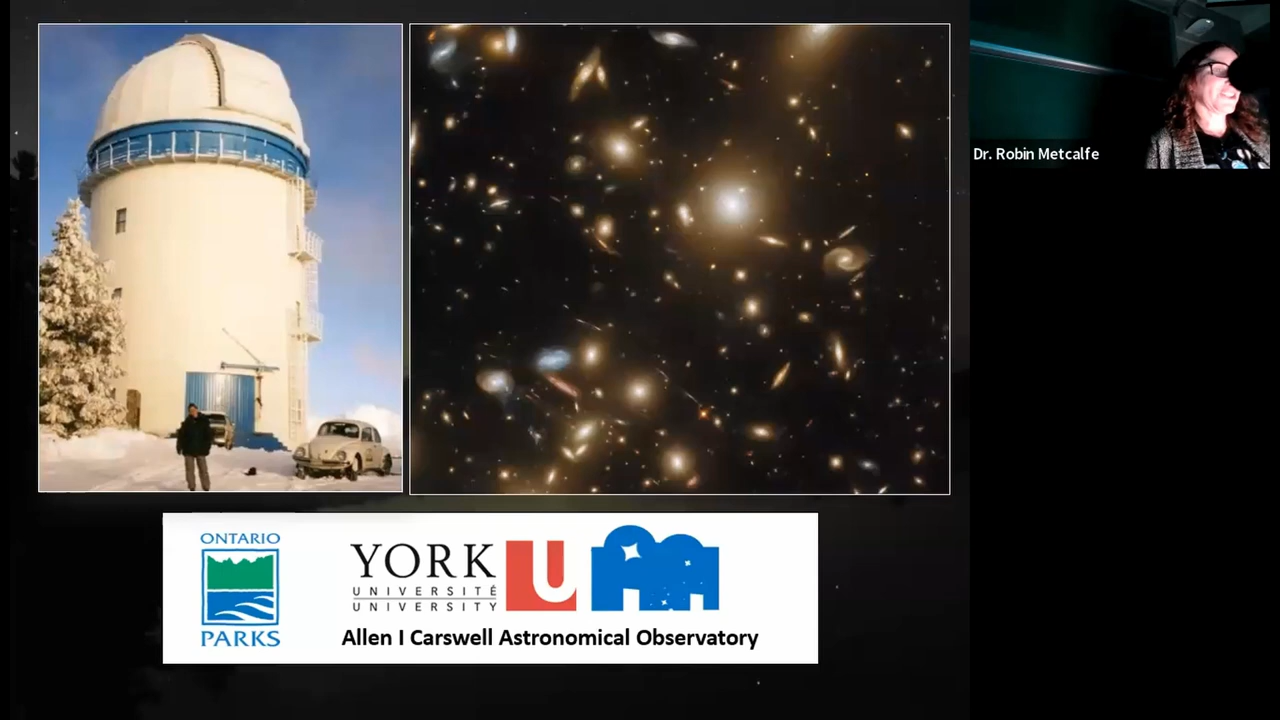 Dr. Robin Metcalfe
ONTARIO
PARKS
YORK U
UNIVERSITÉ
UNIVERSITY
Allen I Carswell Astronomical Observatory